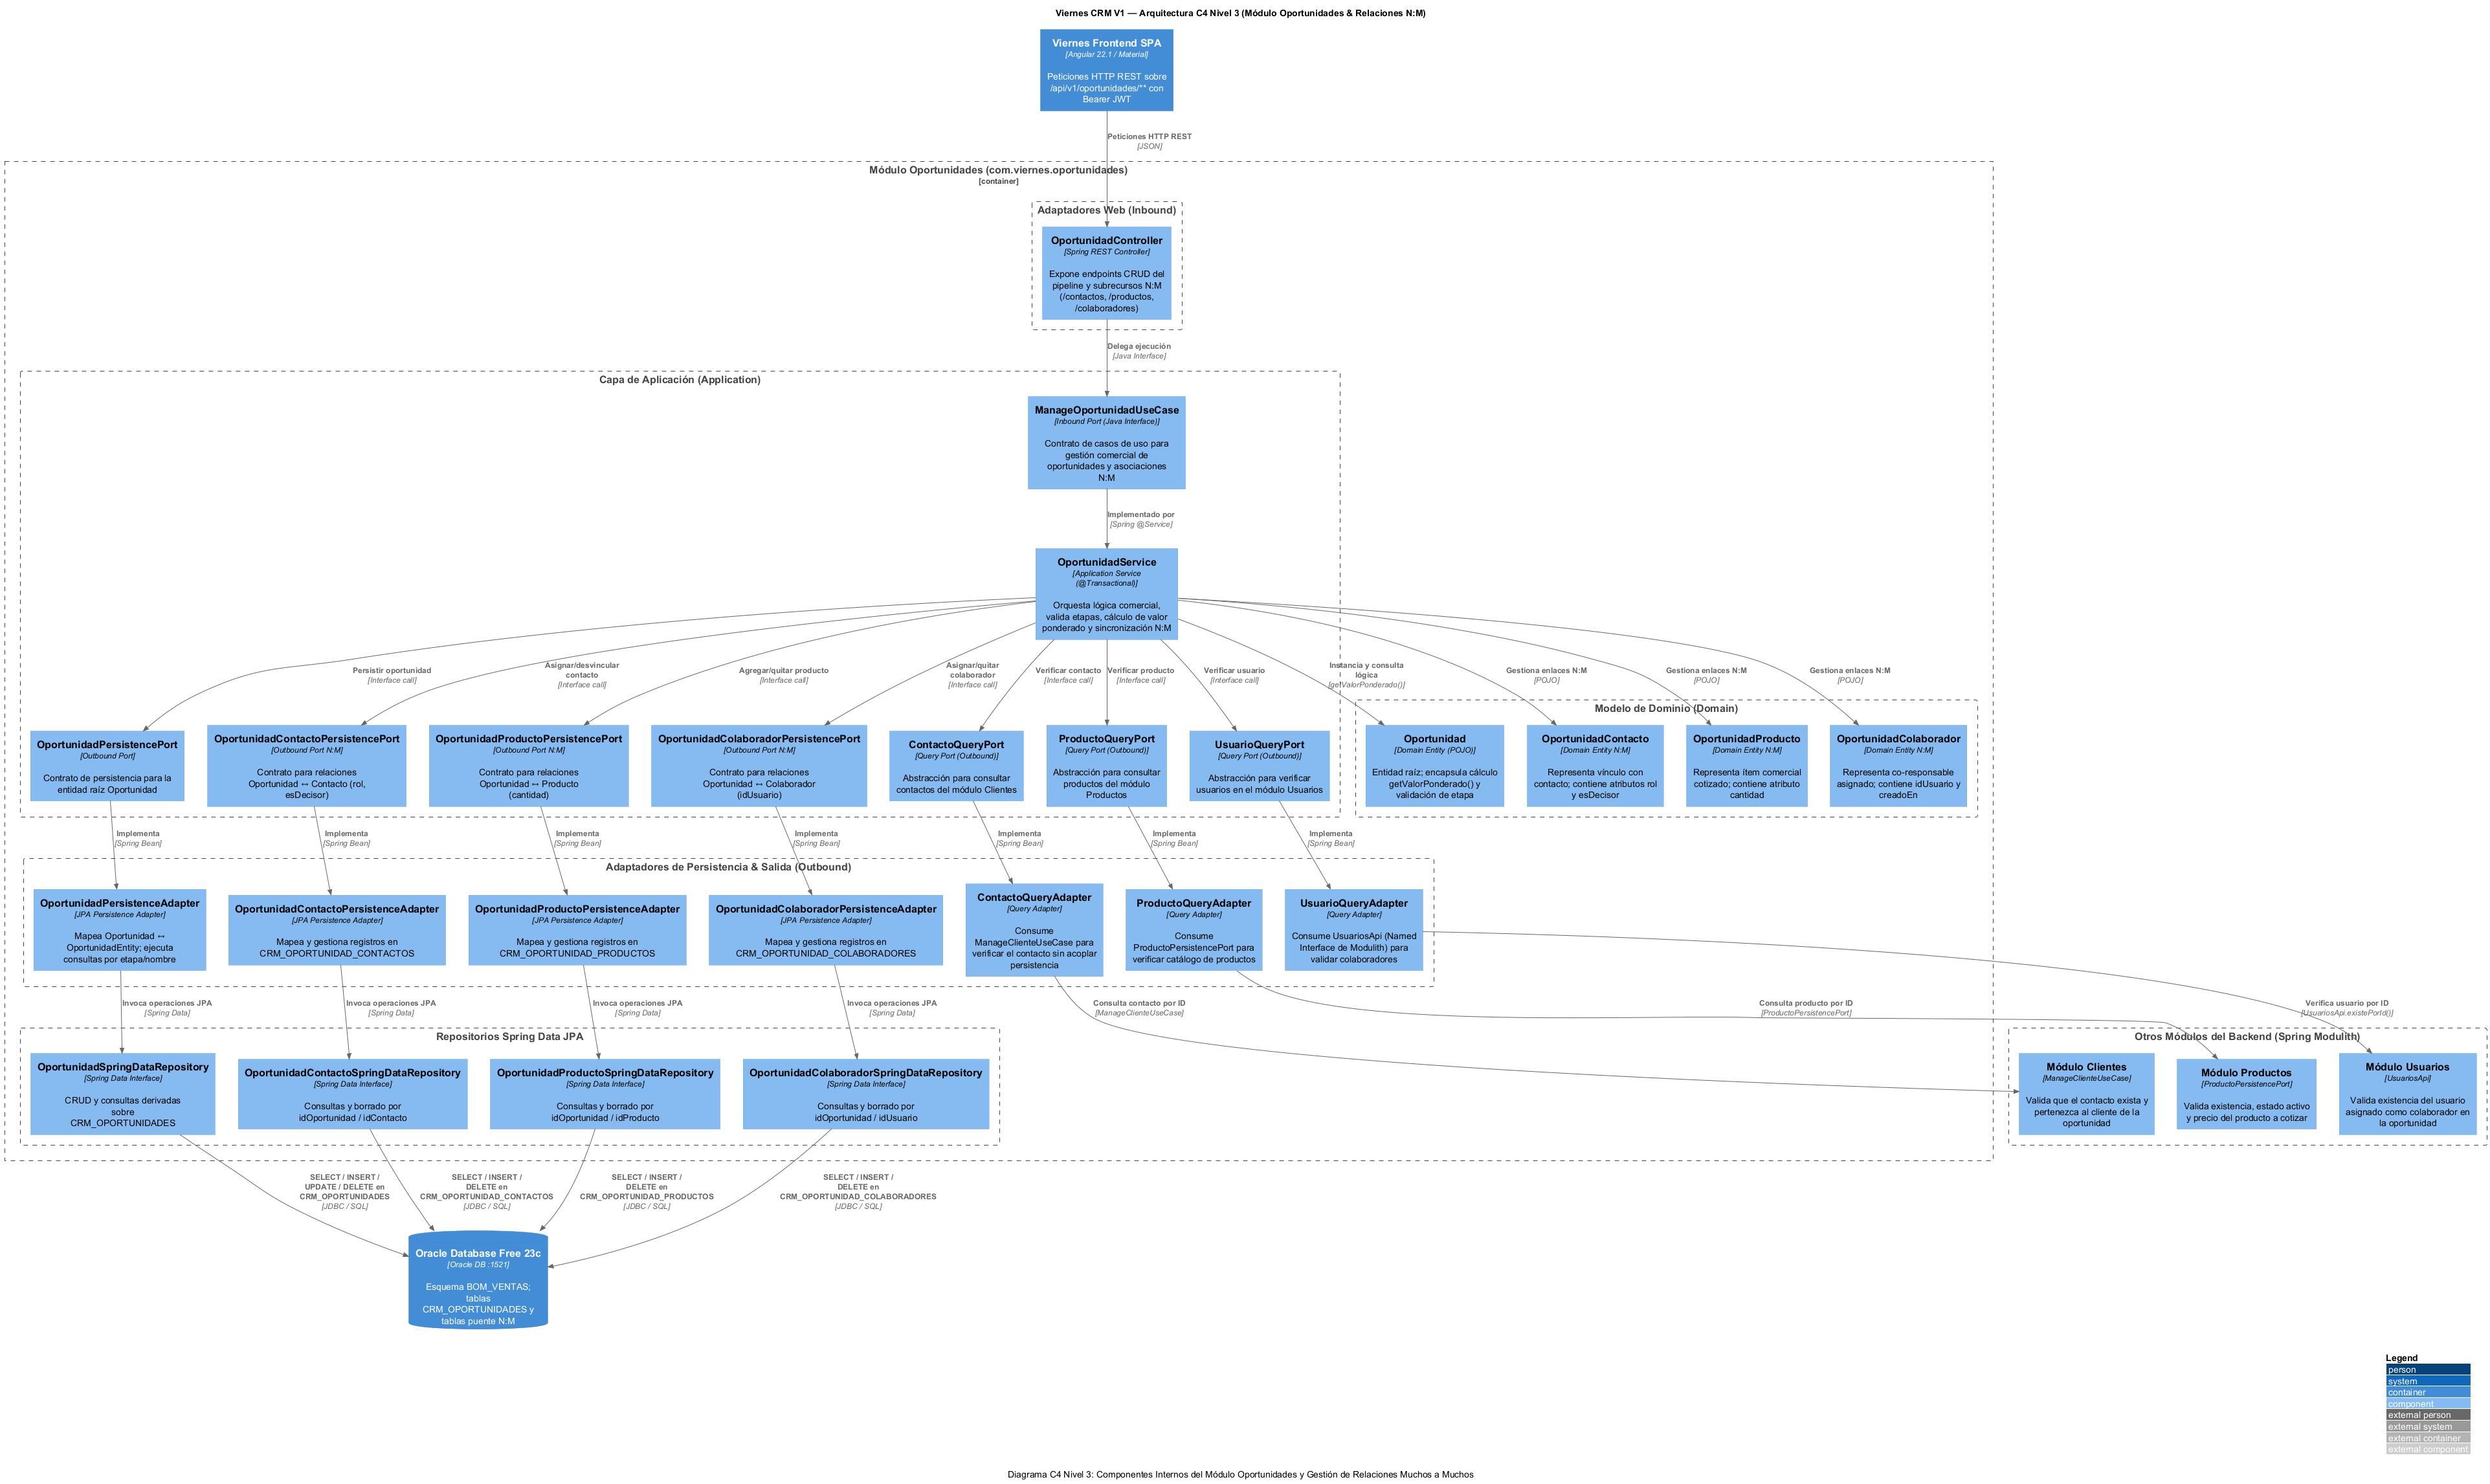 Viernes CRM V1 — Arquitectura C4 Nivel 3 (Módulo Oportunidades & Relaciones N:M)
Viernes Frontend SPA
[Angular 22.1 / Material]
Peticiones HTTP REST sobre
/api/v1/oportunidades/** con
Bearer JWT
Peticiones HTTP REST
[JSON]
Módulo Oportunidades (com.viernes.oportunidades)
[container]
Adaptadores Web (Inbound)
OportunidadController
[Spring REST Controller]
Expone endpoints CRUD del
pipeline y subrecursos N:M
(/contactos, /productos,
/colaboradores)
Delega ejecución
[Java Interface]
Capa de Aplicación (Application)
ManageOportunidadUseCase
[Inbound Port (Java Interface)]
Contrato de casos de uso para
gestión comercial de
oportunidades y asociaciones
N:M
Implementado por
[Spring @Service]
OportunidadService
[Application Service
(@Transactional)]
Orquesta lógica comercial,
valida etapas, cálculo de valor
ponderado y sincronización N:M
Persistir oportunidad
[Interface call]
Asignar/desvincular
contacto
[Interface call]
Agregar/quitar producto
[Interface call]
Asignar/quitar
colaborador
[Interface call]
Verificar contacto
[Interface call]
Verificar producto
[Interface call]
Verificar usuario
[Interface call]
Instancia y consulta
lógica
[getValorPonderado()]
Gestiona enlaces N:M
[POJO]
Gestiona enlaces N:M
[POJO]
Gestiona enlaces N:M
[POJO]
Modelo de Dominio (Domain)
OportunidadPersistencePort
[Outbound Port]
Contrato de persistencia para la
entidad raíz Oportunidad
OportunidadContactoPersistencePort
[Outbound Port N:M]
Contrato para relaciones
Oportunidad ↔ Contacto (rol,
esDecisor)
OportunidadProductoPersistencePort
[Outbound Port N:M]
Contrato para relaciones
Oportunidad ↔ Producto
(cantidad)
OportunidadColaboradorPersistencePort
[Outbound Port N:M]
Contrato para relaciones
Oportunidad ↔ Colaborador
(idUsuario)
ContactoQueryPort
[Query Port (Outbound)]
Abstracción para consultar
contactos del módulo Clientes
ProductoQueryPort
[Query Port (Outbound)]
Abstracción para consultar
productos del módulo
Productos
UsuarioQueryPort
[Query Port (Outbound)]
Abstracción para verificar
usuarios en el módulo Usuarios
Oportunidad
[Domain Entity (POJO)]
Entidad raíz; encapsula cálculo
getValorPonderado() y
validación de etapa
OportunidadContacto
[Domain Entity N:M]
Representa vínculo con
contacto; contiene atributos rol
y esDecisor
OportunidadProducto
[Domain Entity N:M]
Representa ítem comercial
cotizado; contiene atributo
cantidad
OportunidadColaborador
[Domain Entity N:M]
Representa co-responsable
asignado; contiene idUsuario y
creadoEn
Implementa
[Spring Bean]
Implementa
[Spring Bean]
Implementa
[Spring Bean]
Implementa
[Spring Bean]
Implementa
[Spring Bean]
Implementa
[Spring Bean]
Implementa
[Spring Bean]
Adaptadores de Persistencia & Salida (Outbound)
OportunidadPersistenceAdapter
[JPA Persistence Adapter]
Mapea Oportunidad ↔
OportunidadEntity; ejecuta
consultas por etapa/nombre
OportunidadContactoPersistenceAdapter
[JPA Persistence Adapter]
Mapea y gestiona registros en
CRM_OPORTUNIDAD_CONTACTOS
OportunidadProductoPersistenceAdapter
[JPA Persistence Adapter]
Mapea y gestiona registros en
CRM_OPORTUNIDAD_PRODUCTOS
OportunidadColaboradorPersistenceAdapter
[JPA Persistence Adapter]
Mapea y gestiona registros en
CRM_OPORTUNIDAD_COLABORADORES
ContactoQueryAdapter
[Query Adapter]
Consume
ManageClienteUseCase para
verificar el contacto sin acoplar
persistencia
ProductoQueryAdapter
[Query Adapter]
Consume
ProductoPersistencePort para
verificar catálogo de productos
UsuarioQueryAdapter
[Query Adapter]
Consume UsuariosApi (Named
Interface de Modulith) para
validar colaboradores
Invoca operaciones JPA
[Spring Data]
Invoca operaciones JPA
[Spring Data]
Invoca operaciones JPA
[Spring Data]
Invoca operaciones JPA
[Spring Data]
Consulta contacto por ID
[ManageClienteUseCase]
Consulta producto por ID
[ProductoPersistencePort]
Verifica usuario por ID
[UsuariosApi.existePorId()]
Repositorios Spring Data JPA
OportunidadSpringDataRepository
[Spring Data Interface]
CRUD y consultas derivadas
sobre
CRM_OPORTUNIDADES
OportunidadContactoSpringDataRepository
[Spring Data Interface]
Consultas y borrado por
idOportunidad / idContacto
OportunidadProductoSpringDataRepository
[Spring Data Interface]
Consultas y borrado por
idOportunidad / idProducto
OportunidadColaboradorSpringDataRepository
[Spring Data Interface]
Consultas y borrado por
idOportunidad / idUsuario
Otros Módulos del Backend (Spring Modulith)
Módulo Clientes
[ManageClienteUseCase]
Valida que el contacto exista y
pertenezca al cliente de la
oportunidad
Módulo Productos
[ProductoPersistencePort]
Valida existencia, estado activo
y precio del producto a cotizar
Módulo Usuarios
[UsuariosApi]
Valida existencia del usuario
asignado como colaborador en
la oportunidad
SELECT / INSERT /
UPDATE / DELETE en
CRM_OPORTUNIDADES
[JDBC / SQL]
SELECT / INSERT /
DELETE en
CRM_OPORTUNIDAD_CONTACTOS
[JDBC / SQL]
SELECT / INSERT /
DELETE en
CRM_OPORTUNIDAD_PRODUCTOS
[JDBC / SQL]
SELECT / INSERT /
DELETE en
CRM_OPORTUNIDAD_COLABORADORES
[JDBC / SQL]
Oracle Database Free 23c
[Oracle DB :1521]
Esquema BOM_VENTAS;
tablas
CRM_OPORTUNIDADES y
tablas puente N:M
Legend
person
system
container
component
external person
external system
external container
external component
Diagrama C4 Nivel 3: Componentes Internos del Módulo Oportunidades y Gestión de Relaciones Muchos a Muchos